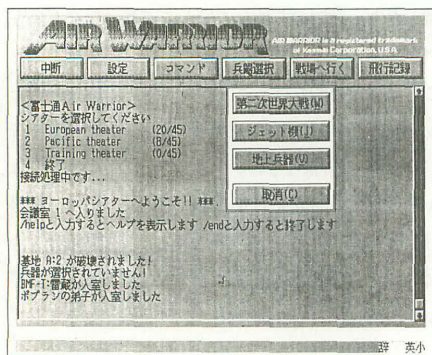 AIR WARRIOR
AIR WARRIOR is a registered trademark
of Kesmai Corporation, U.S.A
中断 設定 コマンド 兵器選択 戦場へ行く 飛行記録
第二次世界大戦(W)
ジェット機(J)
地上兵器(V)
取消(C)
<富士通Air Warrior>
シアターを選択してください
1 European theater (20/45)
2 Pacific theater (8/45)
3 Training theater (0/45)
4 終了
接続処理中です...
*** ヨーロッパシアターへようこそ!! ***
会議室 1 へ入りました
/helpと入力するとヘルプを表示します /endと入力すると終了します
基地 A:2 が破壊されました!
兵器が選択されていません!
BMF-T:雷蔵が入室しました
ポプランの弟子が入室しました
辞 英小